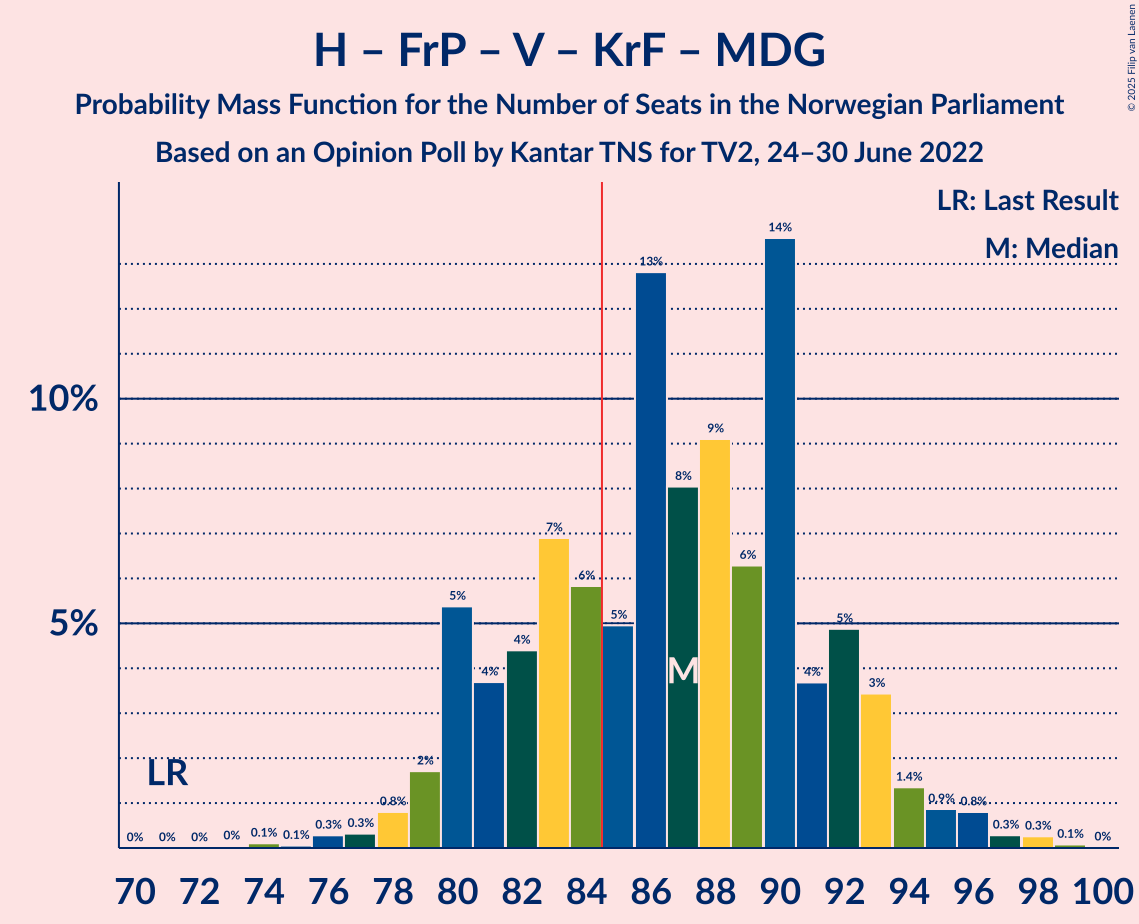 H – FrP – V – KrF – MDG
Probability Mass Function for the Number of Seats in the Norwegian Parliament
Based on an Opinion Poll by Kantar TNS for TV2, 24–30 June 2022
© 2025 Filip van Laenen
LR: Last Result
M: Median
10%
5%
LR
M
0% 0% 0% 0% 0.1% 0.1% 0.3% 0.3% 0.8% 2% 5% 4% 4% 7% 6% 5% 13% 8% 9% 6% 14% 4% 5% 3% 1.4% 0.9% 0.8% 0.3% 0.3% 0.1% 0%
70 72 74 76 78 80 82 84 86 88 90 92 94 96 98 100